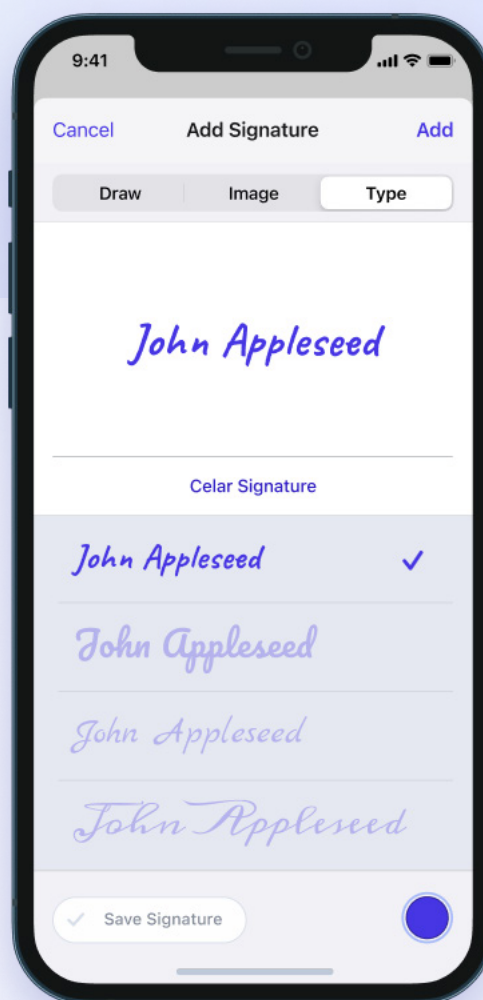 9:41
Cancel Add Signature Add
Draw Image Type
John Appleseed
Celar Signature
John Appleseed
John Appleseed
John Appleseed
John Appleseed
Save Signature